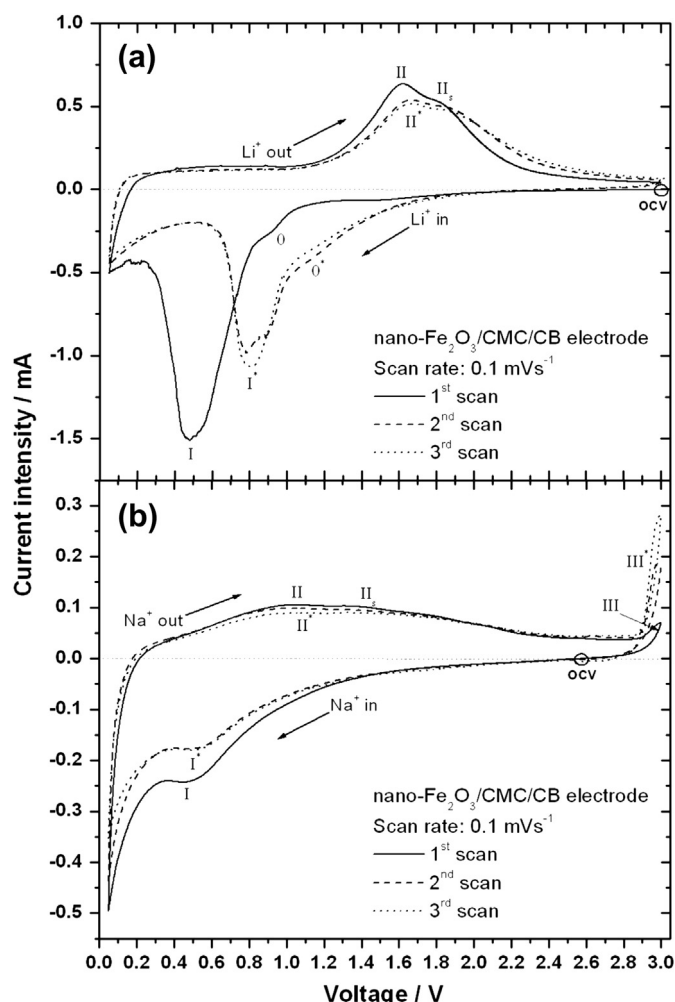 Current intensity / mA
1.0
0.5
0.0
-0.5
-1.0
-1.5
(a)
II
IIs
II*
Li+ out
Li+ in
ocv
0
0*
I*
I
nano-Fe2O3/CMC/CB electrode
Scan rate: 0.1 mVs-1
1st scan
2nd scan
3rd scan
0.3
0.2
0.1
0.0
-0.1
-0.2
-0.3
-0.4
-0.5
(b)
III*
III
II
IIs
II*
Na+ out
Na+ in
ocv
I*
I
nano-Fe2O3/CMC/CB electrode
Scan rate: 0.1 mVs-1
1st scan
2nd scan
3rd scan
0.0 0.2 0.4 0.6 0.8 1.0 1.2 1.4 1.6 1.8 2.0 2.2 2.4 2.6 2.8 3.0
Voltage / V